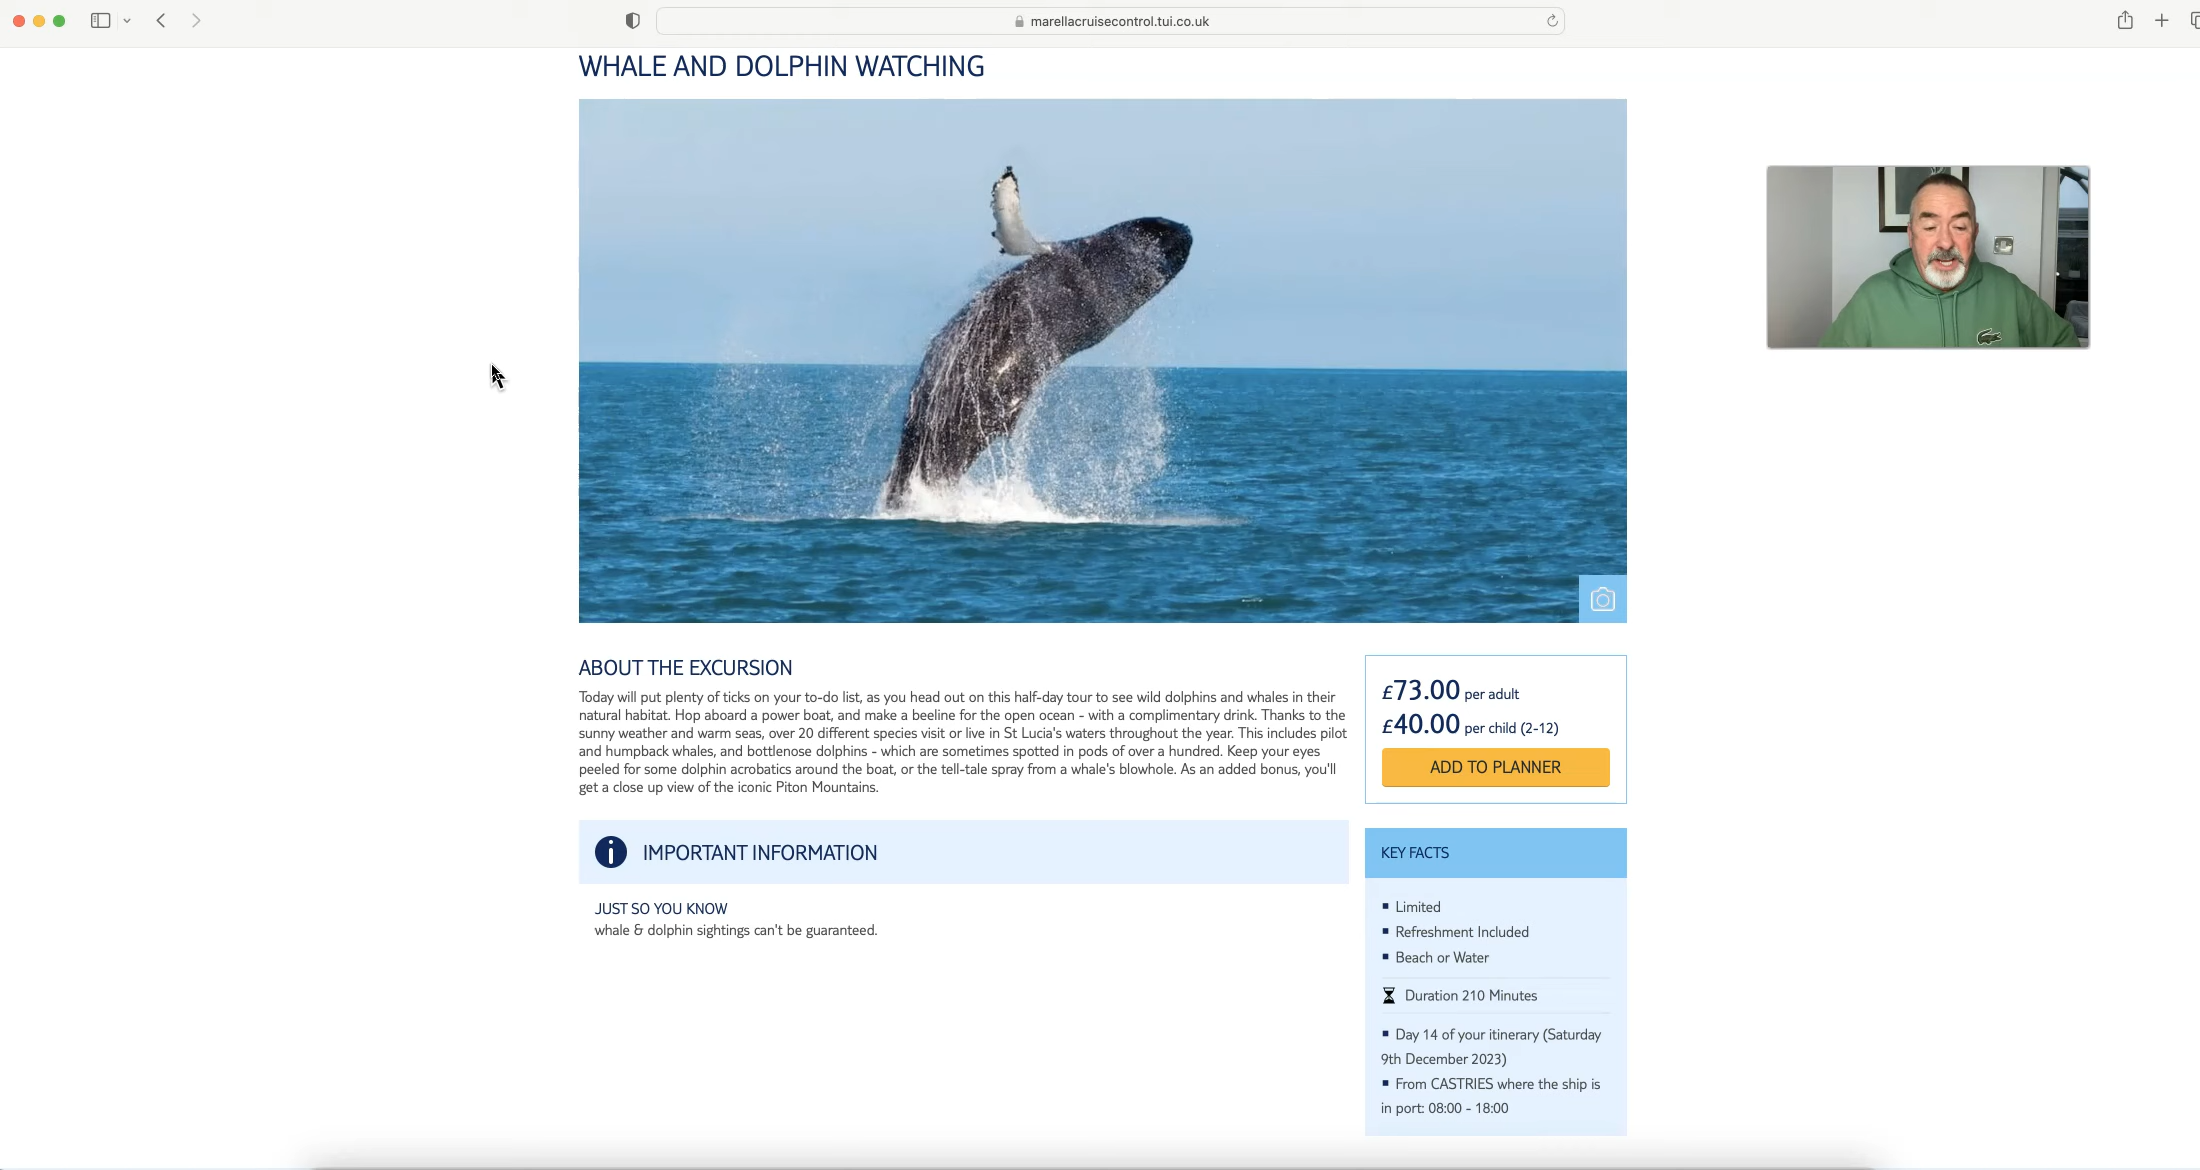 marellacruisecontrol.tui.co.uk
WHALE AND DOLPHIN WATCHING
ABOUT THE EXCURSION
Today will put plenty of ticks on your to-do list, as you head out on this half-day tour to see wild dolphins and whales in their
natural habitat. Hop aboard a power boat, and make a beeline for the open ocean - with a complimentary drink. Thanks to the
sunny weather and warm seas, over 20 different species visit or live in St Lucia's waters throughout the year. This includes pilot
and humpback whales, and bottlenose dolphins - which are sometimes spotted in pods of over a hundred. Keep your eyes
peeled for some dolphin acrobatics around the boat, or the tell-tale spray from a whale's blowhole. As an added bonus, you'll
get a close up view of the iconic Piton Mountains.
IMPORTANT INFORMATION
JUST SO YOU KNOW
whale & dolphin sightings can't be guaranteed.
£73.00 per adult
£40.00 per child (2-12)
ADD TO PLANNER
KEY FACTS
Limited
Refreshment Included
Beach or Water
Duration 210 Minutes
Day 14 of your itinerary (Saturday
9th December 2023)
From CASTRIES where the ship is
in port: 08:00 - 18:00